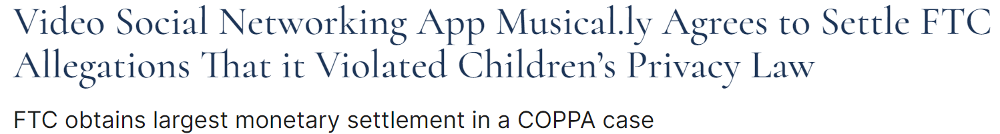 Video Social Networking App Musical.ly Agrees to Settle FTC
Allegations That it Violated Children’s Privacy Law
FTC obtains largest monetary settlement in a COPPA case